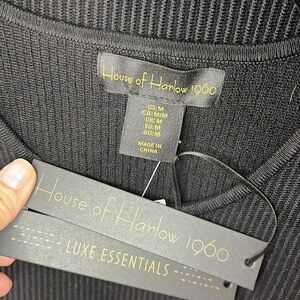 House of Harlow 1960
US:M
CA:M/M
UK:M
EU:M
AU:M
MADE IN
CHINA
House of Harlow 1960
LUXE ESSENTIALS